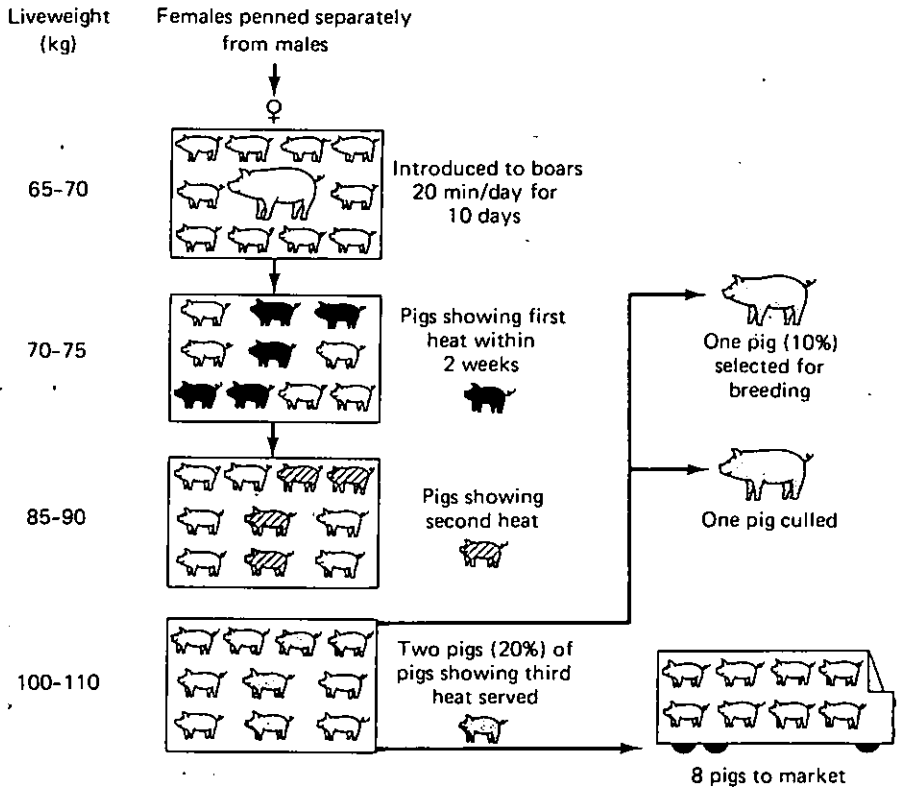 Liveweight
(kg)
Females penned separately
from males
♀
65-70
Introduced to boars
20 min/day for
10 days
70-75
Pigs showing first
heat within
2 weeks
One pig (10%)
selected for
breeding
85-90
Pigs showing
second heat
One pig culled
100-110
Two pigs (20%) of
pigs showing third
heat served
8 pigs to market